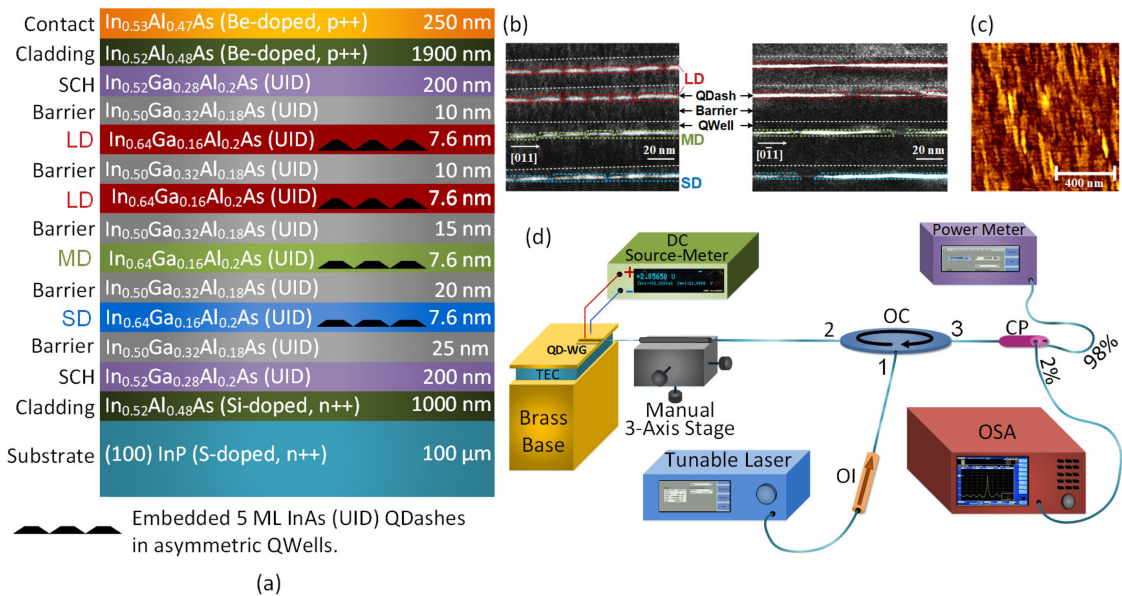 Contact In₀.₅₃Al₀.₄₇As (Be-doped, p++) 250 nm
Cladding In₀.₅₂Al₀.₄₈As (Be-doped, p++) 1900 nm
SCH In₀.₅₂Ga₀.₂₈Al₀.₂As (UID) 200 nm
Barrier In₀.₅₀Ga₀.₃₂Al₀.₁₈As (UID) 10 nm
LD In₀.₆₄Ga₀.₁₆Al₀.₂As (UID) 7.6 nm
Barrier In₀.₅₀Ga₀.₃₂Al₀.₁₈As (UID) 10 nm
LD In₀.₆₄Ga₀.₁₆Al₀.₂As (UID) 7.6 nm
Barrier In₀.₅₀Ga₀.₃₂Al₀.₁₈As (UID) 15 nm
MD In₀.₆₄Ga₀.₁₆Al₀.₂As (UID) 7.6 nm
Barrier In₀.₅₀Ga₀.₃₂Al₀.₁₈As (UID) 20 nm
SD In₀.₆₄Ga₀.₁₆Al₀.₂As (UID) 7.6 nm
Barrier In₀.₅₀Ga₀.₃₂Al₀.₁₈As (UID) 25 nm
SCH In₀.₅₂Ga₀.₂₈Al₀.₂As (UID) 200 nm
Cladding In₀.₅₂Al₀.₄₈As (Si-doped, n++) 1000 nm
Substrate (100) InP (S-doped, n++) 100 µm
Embedded 5 ML InAs (UID) QDashes
in asymmetric QWells.
(a)
(b)
LD
QDash
Barrier
QWell
MD
SD
[011]
20 nm
[01̄1]
20 nm
(c)
400 nm
(d)
DC
Source-Meter
+2.05650 V
+
Power Meter
QD-WG
TEC
Brass
Base
Manual
3-Axis Stage
2
OC
3
1
CP
98%
2%
Tunable Laser
OI
OSA